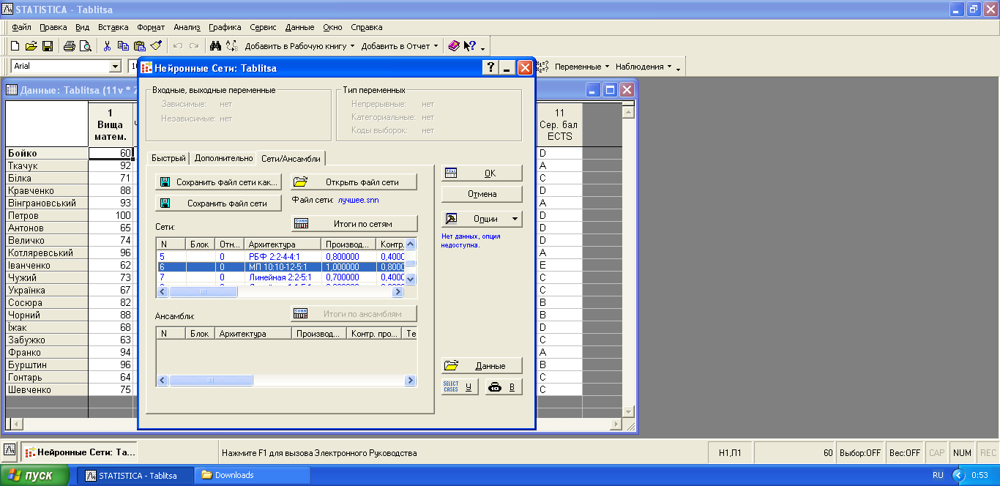 STATISTICA - Tablitsa
Файл Правка Вид Вставка Формат Анализ Графика Сервис Данные Окно Справка
Добавить в Рабочую книгу Добавить в Отчет
Arial
Переменные Наблюдения
Нейронные Сети: Tablitsa
Данные: Tablitsa (11v *
Входные, выходные переменные
Зависимые: нет
Независимые: нет
Тип переменных
Непрерывные: нет
Категориальные: нет
Коды выборок: нет
Быстрый Дополнительно Сети/Ансамбли
Сохранить файл сети как...
Открыть файл сети
Сохранить файл сети
Файл сети: лучшее.snn
Итоги по сетям
Сети:
N Блок Отн... Архитектура Производ... Контр.
5 0 РБФ 2:2-4-4:1 0,800000 0,4000
6 0 МП 10:10-12-5:1 1,000000 0,8000
7 0 Линейная 2:2-5:1 0,700000 0,4000
Ансамбли:
Итоги по ансамблям
N Блок Архитектура Производ... Контр. про... Те
OK
Отмена
Опции
Нет данных, опция
недоступна.
Данные
SELECT
CASES
У
В
1
Вища
матем.
11
Сер. бал
ECTS
Бойко 60 D
Ткачук 92 A
Білка 71 C
Кравченко 88 D
Вінграновський 93 A
Петров 100 D
Антонов 65 D
Величко 74 D
Котляревський 96 A
Іванченко 62 E
Чужий 73 C
Українка 67 C
Сосюра 82 B
Чорний 88 B
Їжак 68 D
Забужко 63 C
Франко 94 A
Бурштин 96 B
Гонтарь 64 C
Шевченко 75 C
Нейронные Сети: Ta...
Нажмите F1 для вызова Электронного Руководства
Н1,П1
60
Выбор:OFF
Вес:OFF
CAP
NUM
REC
пуск
STATISTICA - Tablitsa
Downloads
RU
0:53